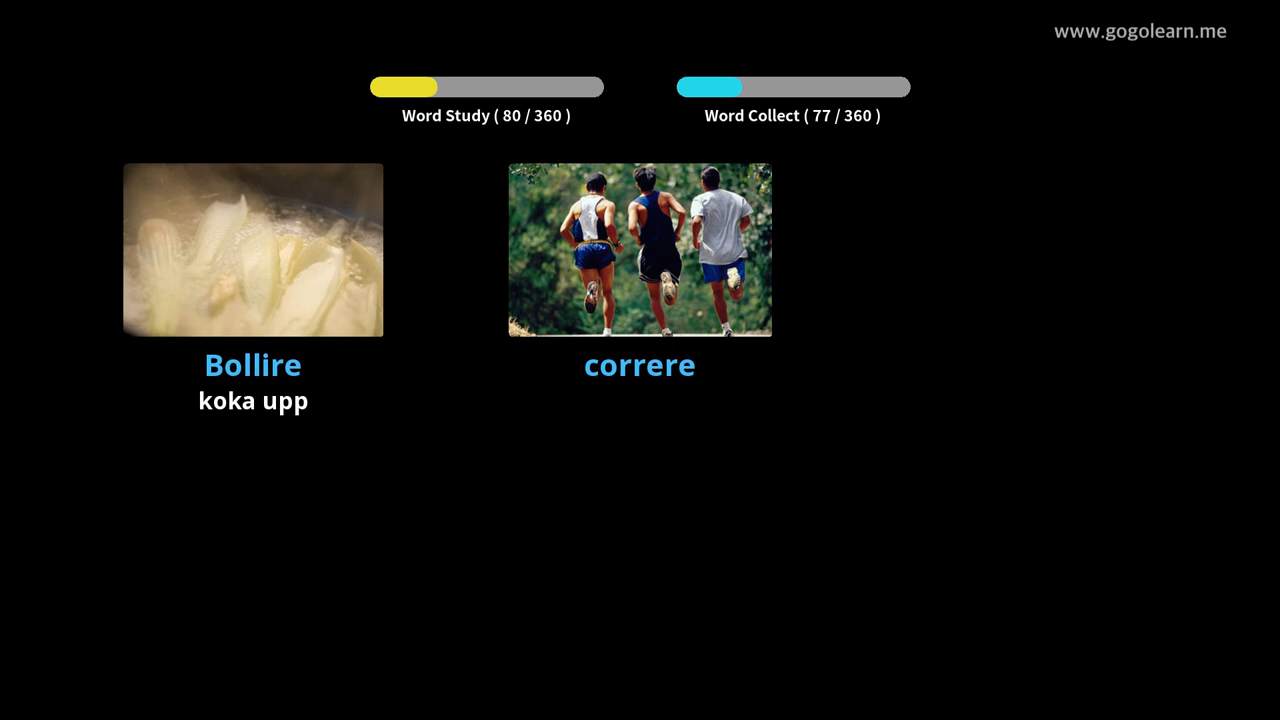 www.gogolearn.me
Word Study ( 80 / 360 )
Word Collect ( 77 / 360 )
Bollire
koka upp
correre